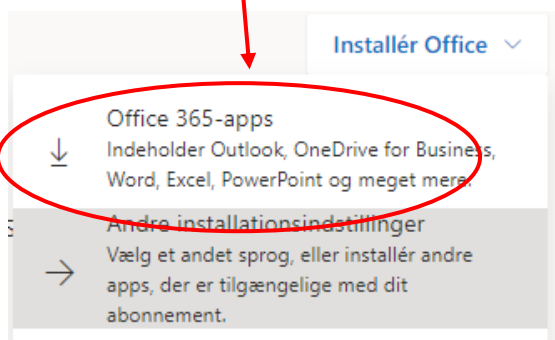 Installér Office
Office 365-apps
Indeholder Outlook, OneDrive for Business,
Word, Excel, PowerPoint og meget mere.
Andre installationsindstillinger
Vælg et andet sprog, eller installér andre
apps, der er tilgængelige med dit
abonnement.